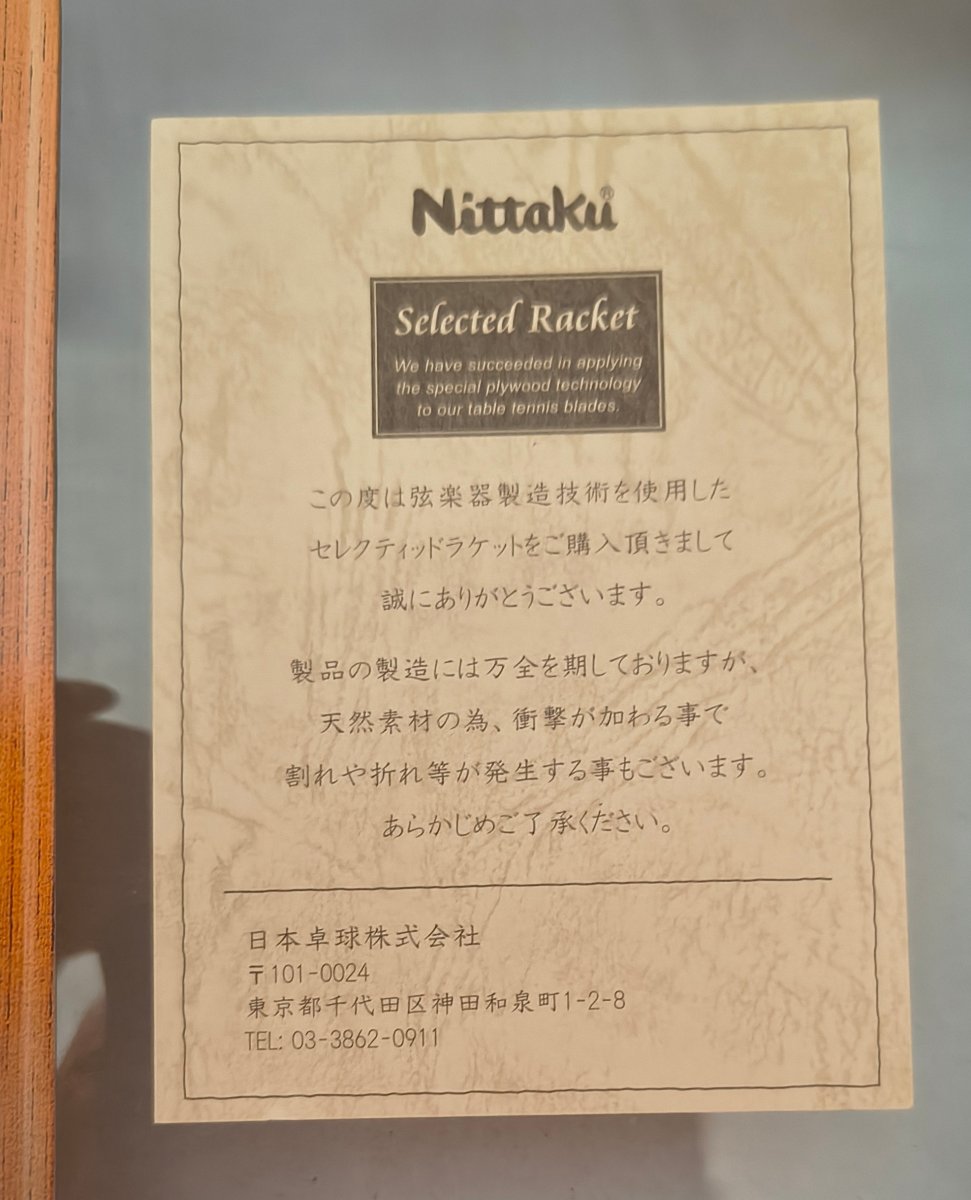 Nittaku®
Selected Racket
We have succeeded in applying
the special plywood technology
to our table tennis blades.
この度は弦楽器製造技術を使用した
セレクティッドラケットをご購入頂きまして
誠にありがとうございます。
製品の製造には万全を期しておりますが、
天然素材の為、衝撃が加わる事で
割れや折れ等が発生する事もございます。
あらかじめご了承ください。
日本卓球株式会社
〒101-0024
東京都千代田区神田和泉町1-2-8
TEL: 03-3862-0911